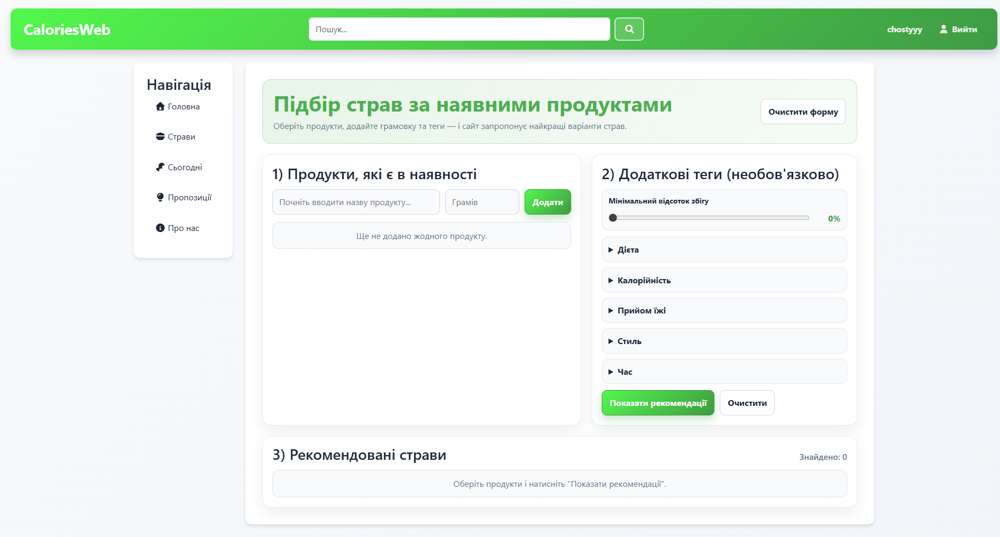 CaloriesWeb
Пошук...
chostyyy
Вийти
Навігація
Головна
Страви
Сьогодні
Пропозиції
Про нас
Підбір страв за наявними продуктами
Оберіть продукти, додайте грамовку та теги — і сайт запропонує найкращі варіанти страв.
Очистити форму
1) Продукти, які є в наявності
Почніть вводити назву продукту...
Грамів
Додати
Ще не додано жодного продукту.
2) Додаткові теги (необов'язково)
Мінімальний відсоток збігу
0%
Дієта
Калорійність
Прийом їжі
Стиль
Час
Показати рекомендації
Очистити
3) Рекомендовані страви
Знайдено: 0
Оберіть продукти і натисніть "Показати рекомендації".